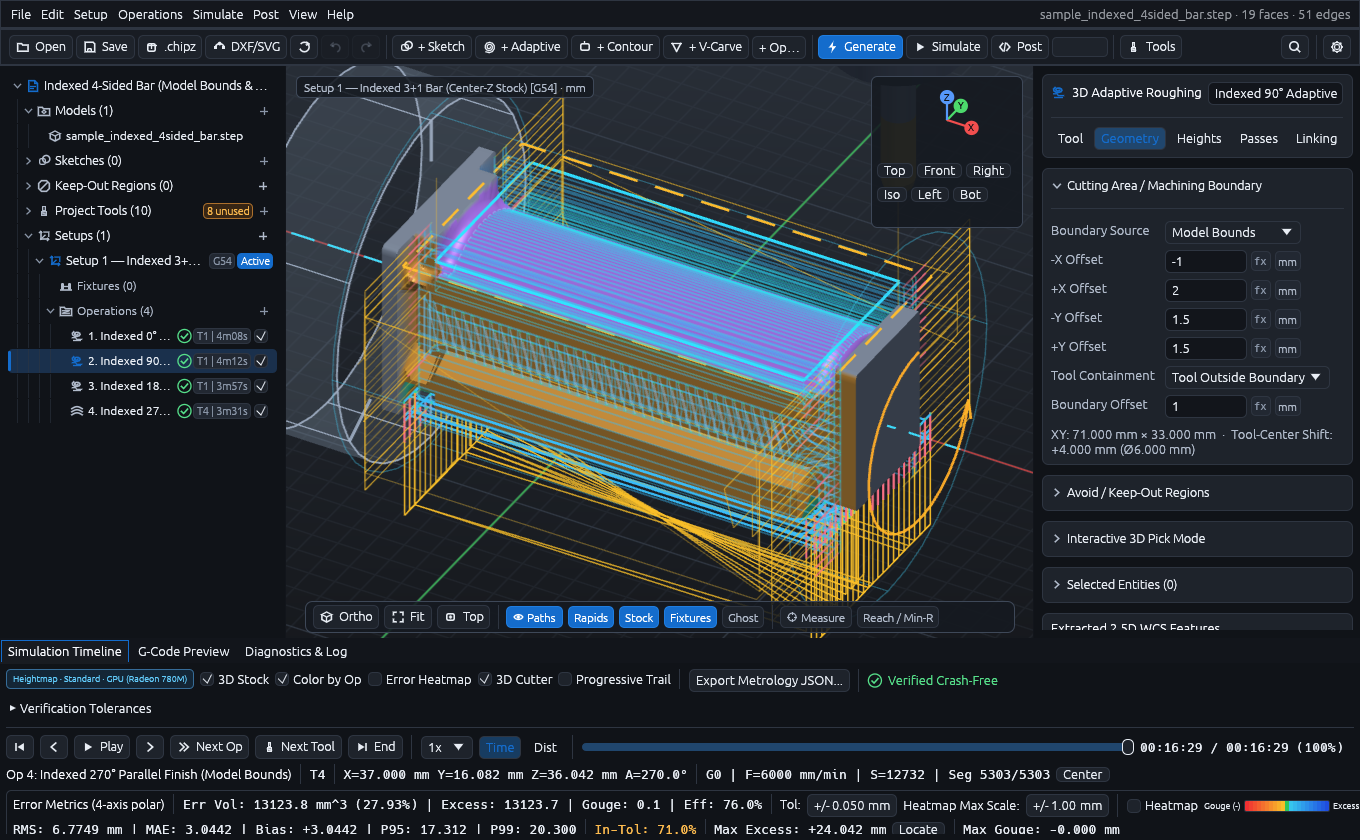 File Edit Setup Operations Simulate Post View Help
sample_indexed_4sided_bar.step · 19 faces · 51 edges
Open Save .chipz DXF/SVG + Sketch + Adaptive + Contour + V-Carve + Op… Generate Simulate Post Tools
Indexed 4-Sided Bar (Model Bounds & …
Models (1) +
sample_indexed_4sided_bar.step
Sketches (0) +
Keep-Out Regions (0) +
Project Tools (10) 8 unused +
Setups (1) +
Setup 1 — Indexed 3+… G54 Active
Fixtures (0)
Operations (4) +
1. Indexed 0° … T1 | 4m08s
2. Indexed 90… T1 | 4m12s
3. Indexed 18… T1 | 3m57s
4. Indexed 27… T4 | 3m31s
Setup 1 — Indexed 3+1 Bar (Center-Z Stock) [G54] · mm
Z Y X
Top Front Right
Iso Left Bot
Ortho Fit Top Paths Rapids Stock Fixtures Ghost Measure Reach / Min-R
3D Adaptive Roughing Indexed 90° Adaptive
Tool Geometry Heights Passes Linking
Cutting Area / Machining Boundary
Boundary Source Model Bounds
-X Offset -1 fx mm
+X Offset 2 fx mm
-Y Offset 1.5 fx mm
+Y Offset 1.5 fx mm
Tool Containment Tool Outside Boundary
Boundary Offset 1 fx mm
XY: 71.000 mm × 33.000 mm · Tool-Center Shift:
+4.000 mm (Ø6.000 mm)
Avoid / Keep-Out Regions
Interactive 3D Pick Mode
Selected Entities (0)
Extracted 2.5D WCS Features
Simulation Timeline G-Code Preview Diagnostics & Log
Heightmap · Standard · GPU (Radeon 780M) 3D Stock Color by Op Error Heatmap 3D Cutter Progressive Trail Export Metrology JSON… Verified Crash-Free
Verification Tolerances
Play Next Op Next Tool End 1x Time Dist 00:16:29 / 00:16:29 (100%)
Op 4: Indexed 270° Parallel Finish (Model Bounds) T4 X=37.000 mm Y=16.082 mm Z=36.042 mm A=270.0° G0 | F=6000 mm/min | S=12732 | Seg 5303/5303 Center
Error Metrics (4-axis polar) Err Vol: 13123.8 mm^3 (27.93%) | Excess: 13123.7 | Gouge: 0.1 | Eff: 76.0% Tol: +/-0.050 mm Heatmap Max Scale: +/-1.00 mm Heatmap Gouge (-) Excess
RMS: 6.7749 mm | MAE: 3.0442 | Bias: +3.0442 | P95: 17.312 | P99: 20.300 In-Tol: 71.0% Max Excess: +24.042 mm Locate Max Gouge: -0.000 mm